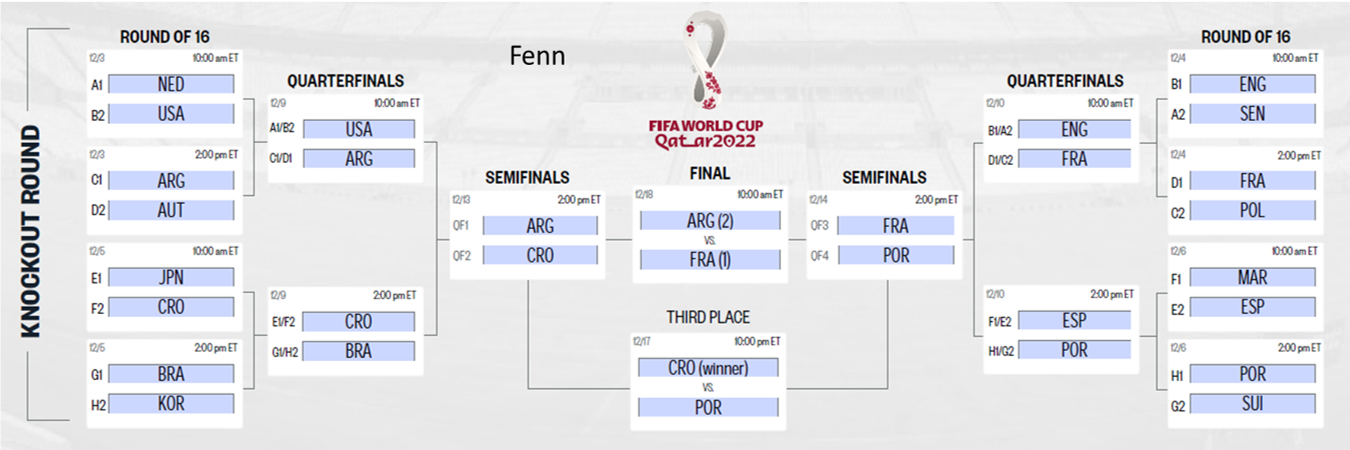 Fenn
FIFA WORLD CUP
Qatar2022
KNOCKOUT ROUND
ROUND OF 16
12/3 10:00 am ET
A1 NED
B2 USA
12/3 2:00 pm ET
C1 ARG
D2 AUT
12/5 10:00 am ET
E1 JPN
F2 CRO
12/5 2:00 pm ET
G1 BRA
H2 KOR
QUARTERFINALS
12/9 10:00 am ET
A1/B2 USA
C1/D1 ARG
12/9 2:00 pm ET
E1/F2 CRO
G1/H2 BRA
SEMIFINALS
12/13 2:00 pm ET
QF1 ARG
QF2 CRO
FINAL
12/18 10:00 am ET
ARG (2)
VS.
FRA (1)
THIRD PLACE
12/17 10:00 pm ET
CRO (winner)
VS.
POR
SEMIFINALS
12/14 2:00 pm ET
QF3 FRA
QF4 POR
QUARTERFINALS
12/10 10:00 am ET
B1/A2 ENG
D1/C2 FRA
12/10 2:00 pm ET
F1/E2 ESP
H1/G2 POR
ROUND OF 16
12/4 10:00 am ET
B1 ENG
A2 SEN
12/4 2:00 pm ET
D1 FRA
C2 POL
12/6 10:00 am ET
F1 MAR
E2 ESP
12/6 2:00 pm ET
H1 POR
G2 SUI